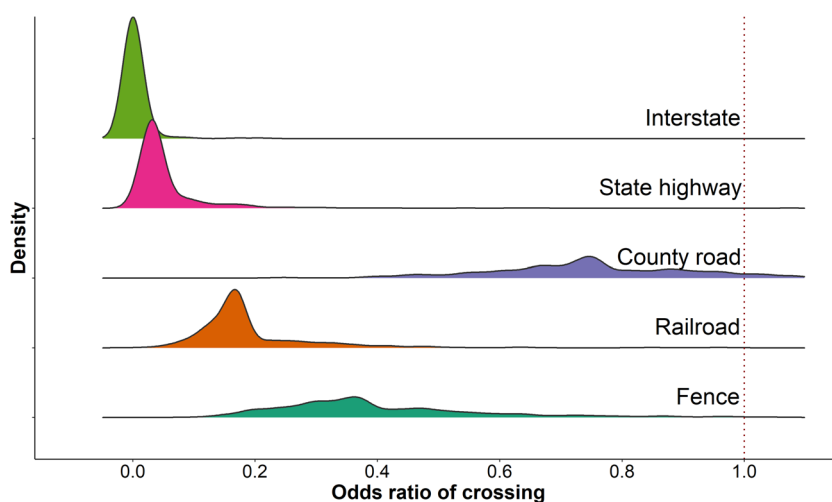 Interstate
State highway
County road
Railroad
Fence
Density
0.0 0.2 0.4 0.6 0.8 1.0
Odds ratio of crossing